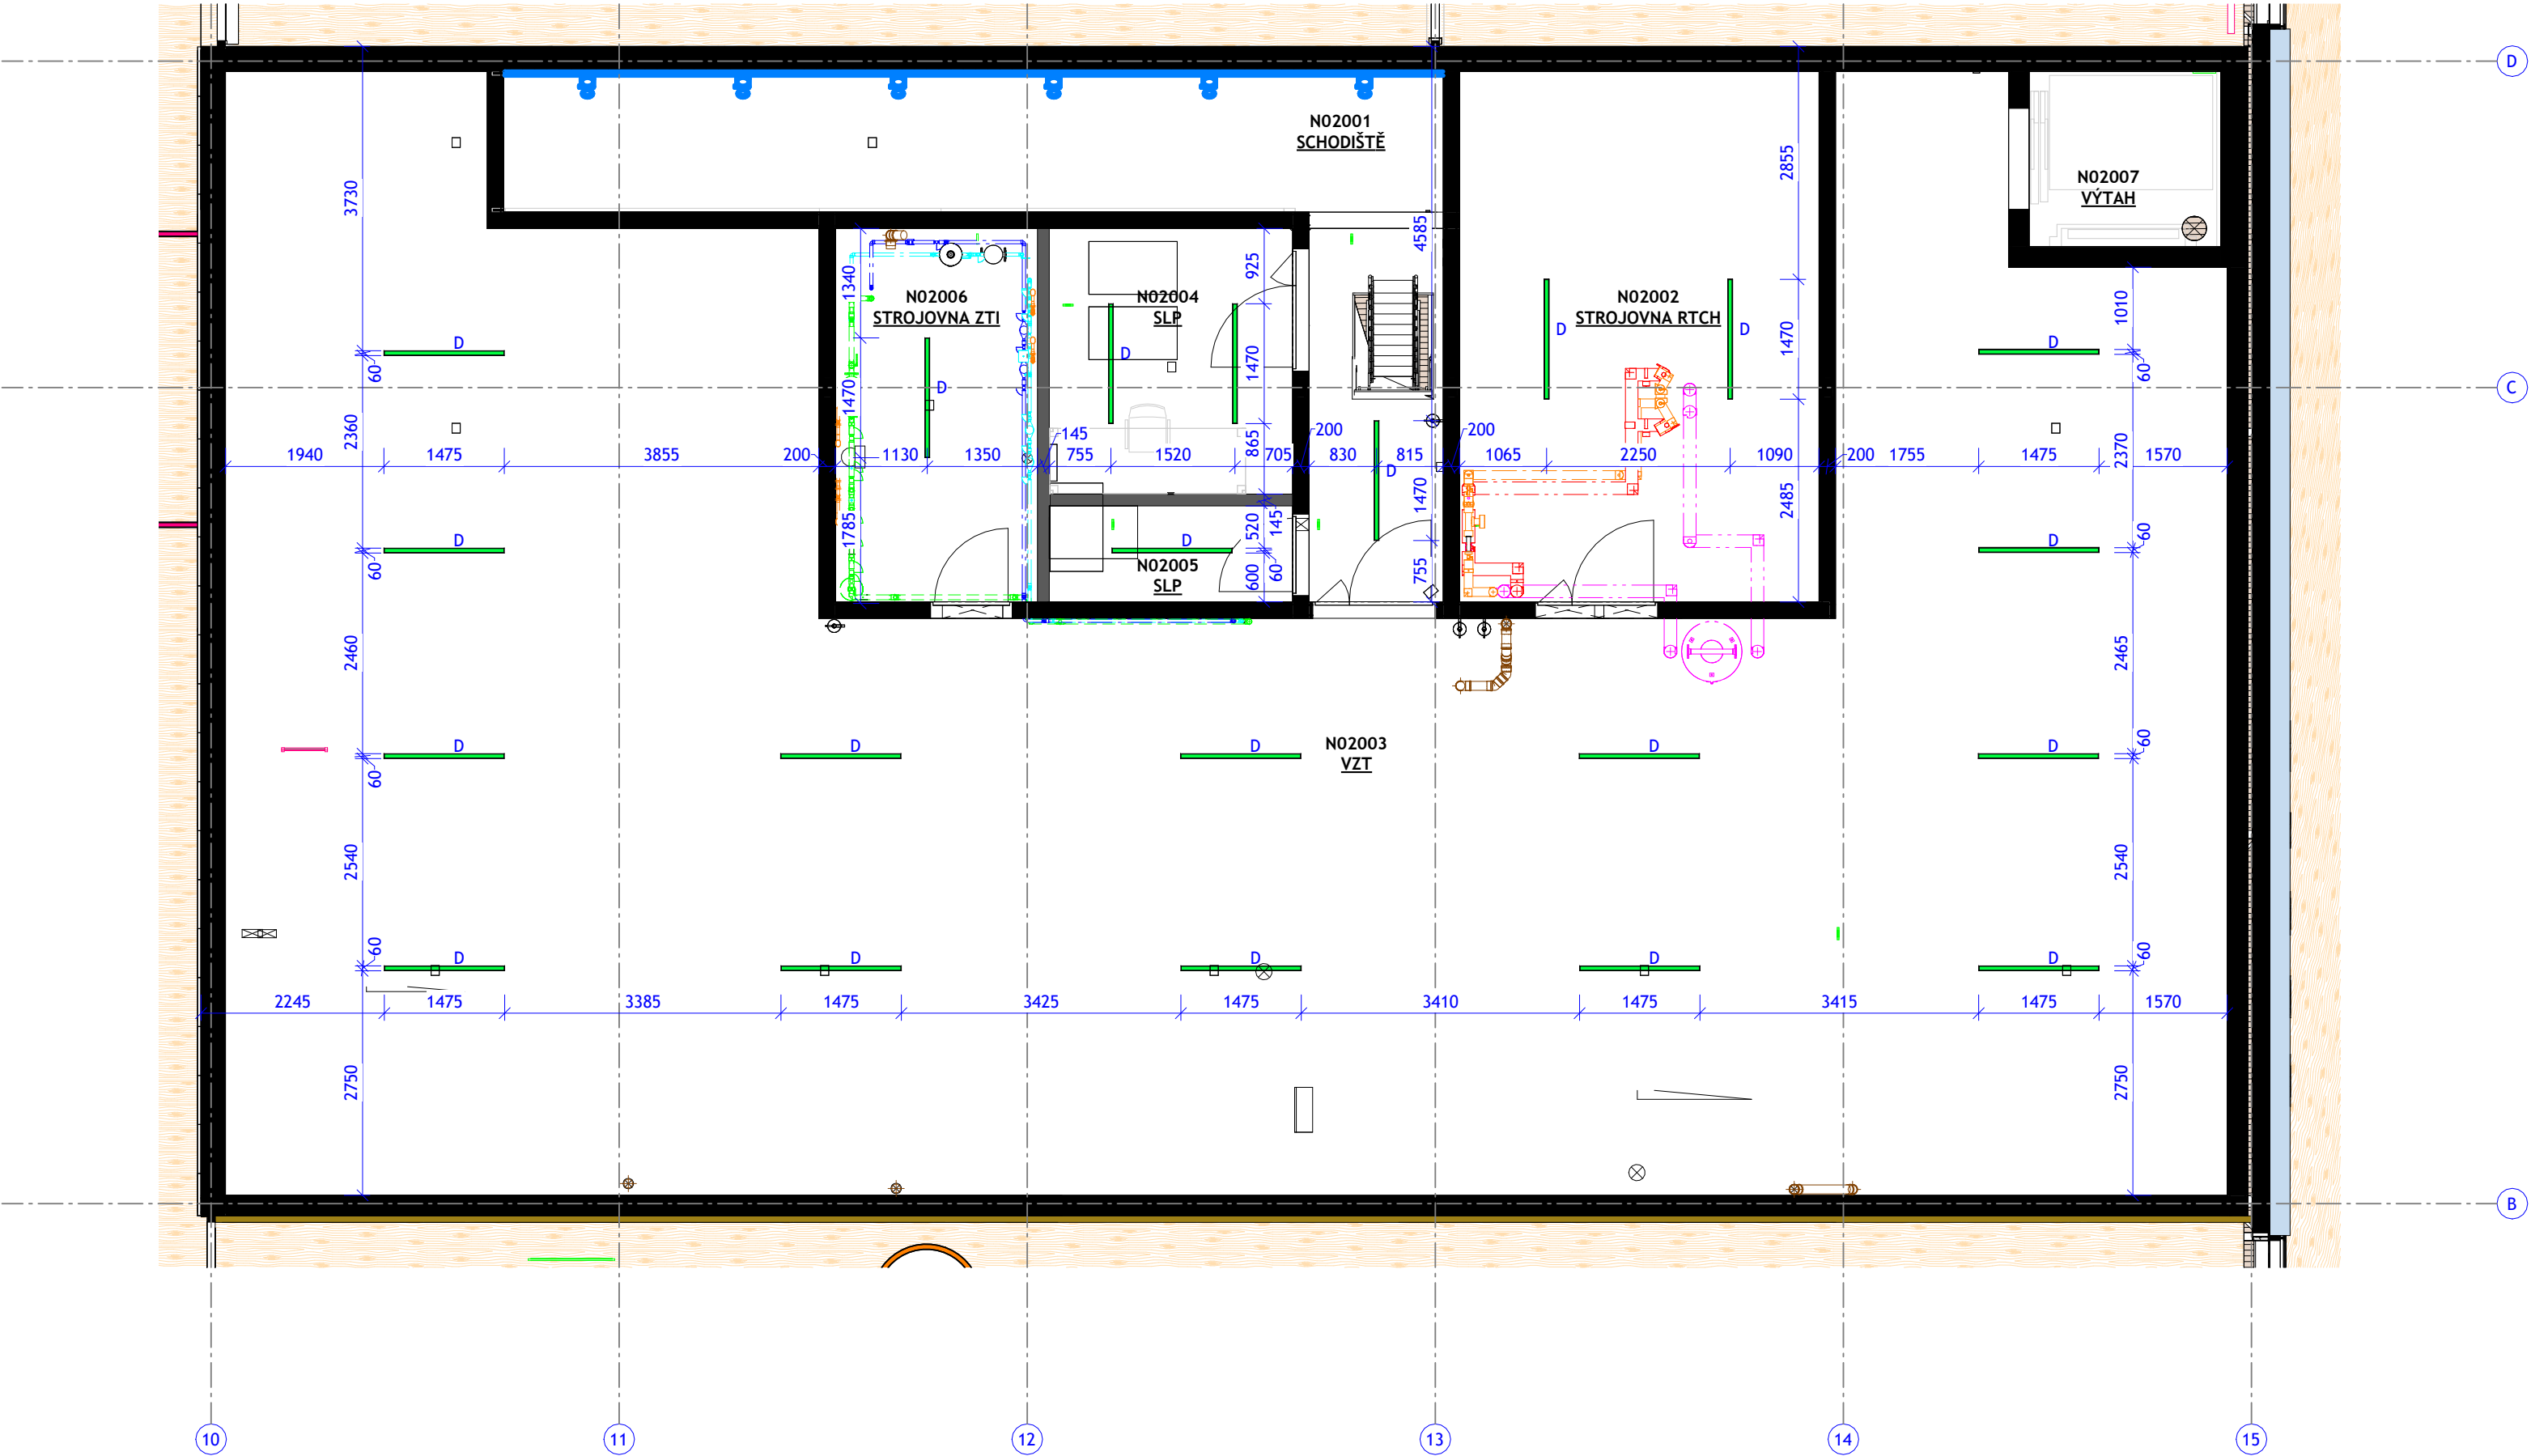 D
N02001
SCHODIŠTĚ
2855
N02007
VÝTAH
3730
4585
925
1340
N02006
STROJOVNA ZTI
N02004
SLP
N02002
STROJOVNA RTCH
1010
D
D
D
D
D
60
1470
1470
60
C
D
1470
2360
865
2370
1940
1475
3855
200
1130
1350
145
755
1520
705
200
830
815
200
1065
2250
1090
200
1755
1475
1570
D
1785
520
145
1470
2485
60
D
D
D
60
N02005
SLP
600
60
755
2460
2465
D
D
D
D
D
60
60
N02003
VZT
2540
2540
60
60
D
D
D
D
D
2245
1475
3385
1475
3425
1475
3410
1475
3415
1475
1570
2750
2750
B
10
11
12
13
14
15